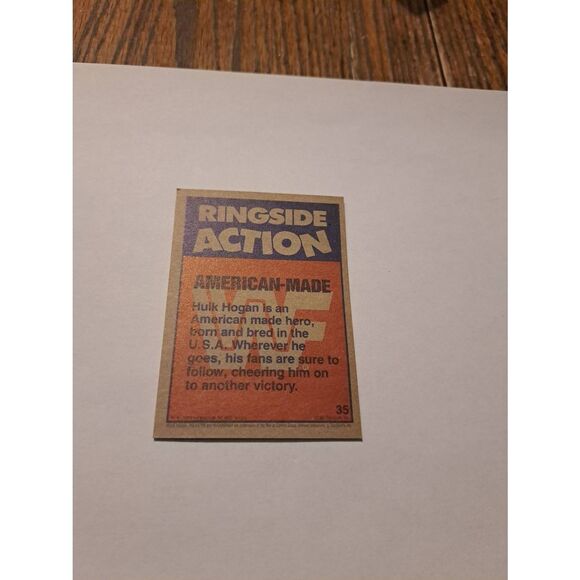 RINGSIDE
ACTION
AMERICAN-MADE
Hulk Hogan is an
American made hero,
born and bred in the
U.S.A. Wherever he
goes, his fans are sure to
follow, cheering him on
to another victory.
35